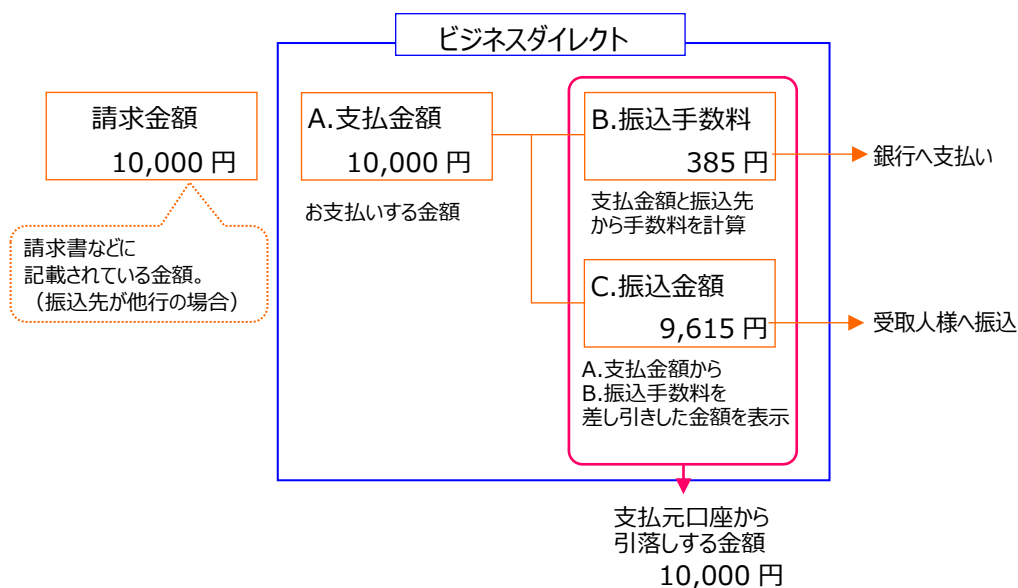 ビジネスダイレクト
請求金額
10,000 円
請求書などに
記載されている金額。
（振込先が他行の場合）
A.支払金額
10,000 円
お支払いする金額
B.振込手数料
385 円
支払金額と振込先
から手数料を計算
銀行へ支払い
C.振込金額
9,615 円
A.支払金額から
B.振込手数料を
差し引きした金額を表示
受取人様へ振込
支払元口座から
引落しする金額
10,000 円